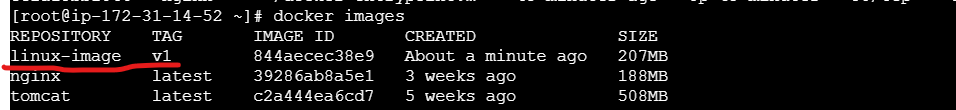 [root@ip-172-31-14-52 ~]# docker images
REPOSITORY TAG IMAGE ID CREATED SIZE
linux-image v1 844aecec38e9 About a minute ago 207MB
nginx latest 39286ab8a5e1 3 weeks ago 188MB
tomcat latest c2a444ea6cd7 5 weeks ago 508MB